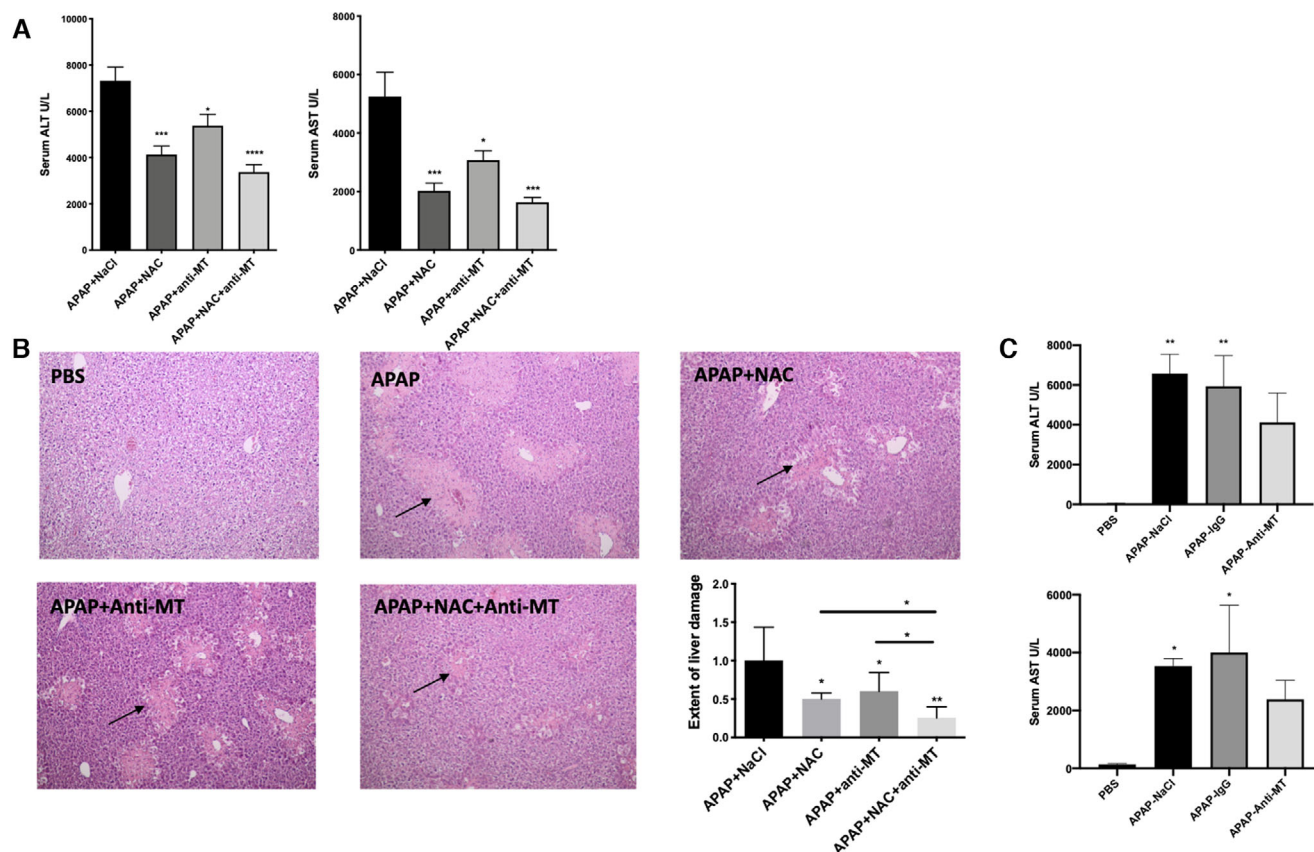 A
10000
8000
6000
4000
2000
0
Serum ALT U/L
***
*
****
APAP+NaCl
APAP+NAC
APAP+anti-MT
APAP+NAC+anti-MT
8000
6000
4000
2000
0
Serum AST U/L
***
*
***
APAP+NaCl
APAP+NAC
APAP+anti-MT
APAP+NAC+anti-MT
B
PBS
APAP
APAP+NAC
APAP+Anti-MT
APAP+NAC+Anti-MT
2.0
1.5
1.0
0.5
0.0
Extent of liver damage
*
*
*
*
**
APAP+NaCl
APAP+NAC
APAP+anti-MT
APAP+NAC+anti-MT
C
8000
6000
4000
2000
0
Serum ALT U/L
**
**
PBS
APAP-NaCl
APAP-IgG
APAP-Anti-MT
6000
4000
2000
0
Serum AST U/L
*
*
PBS
APAP-NaCl
APAP-IgG
APAP-Anti-MT